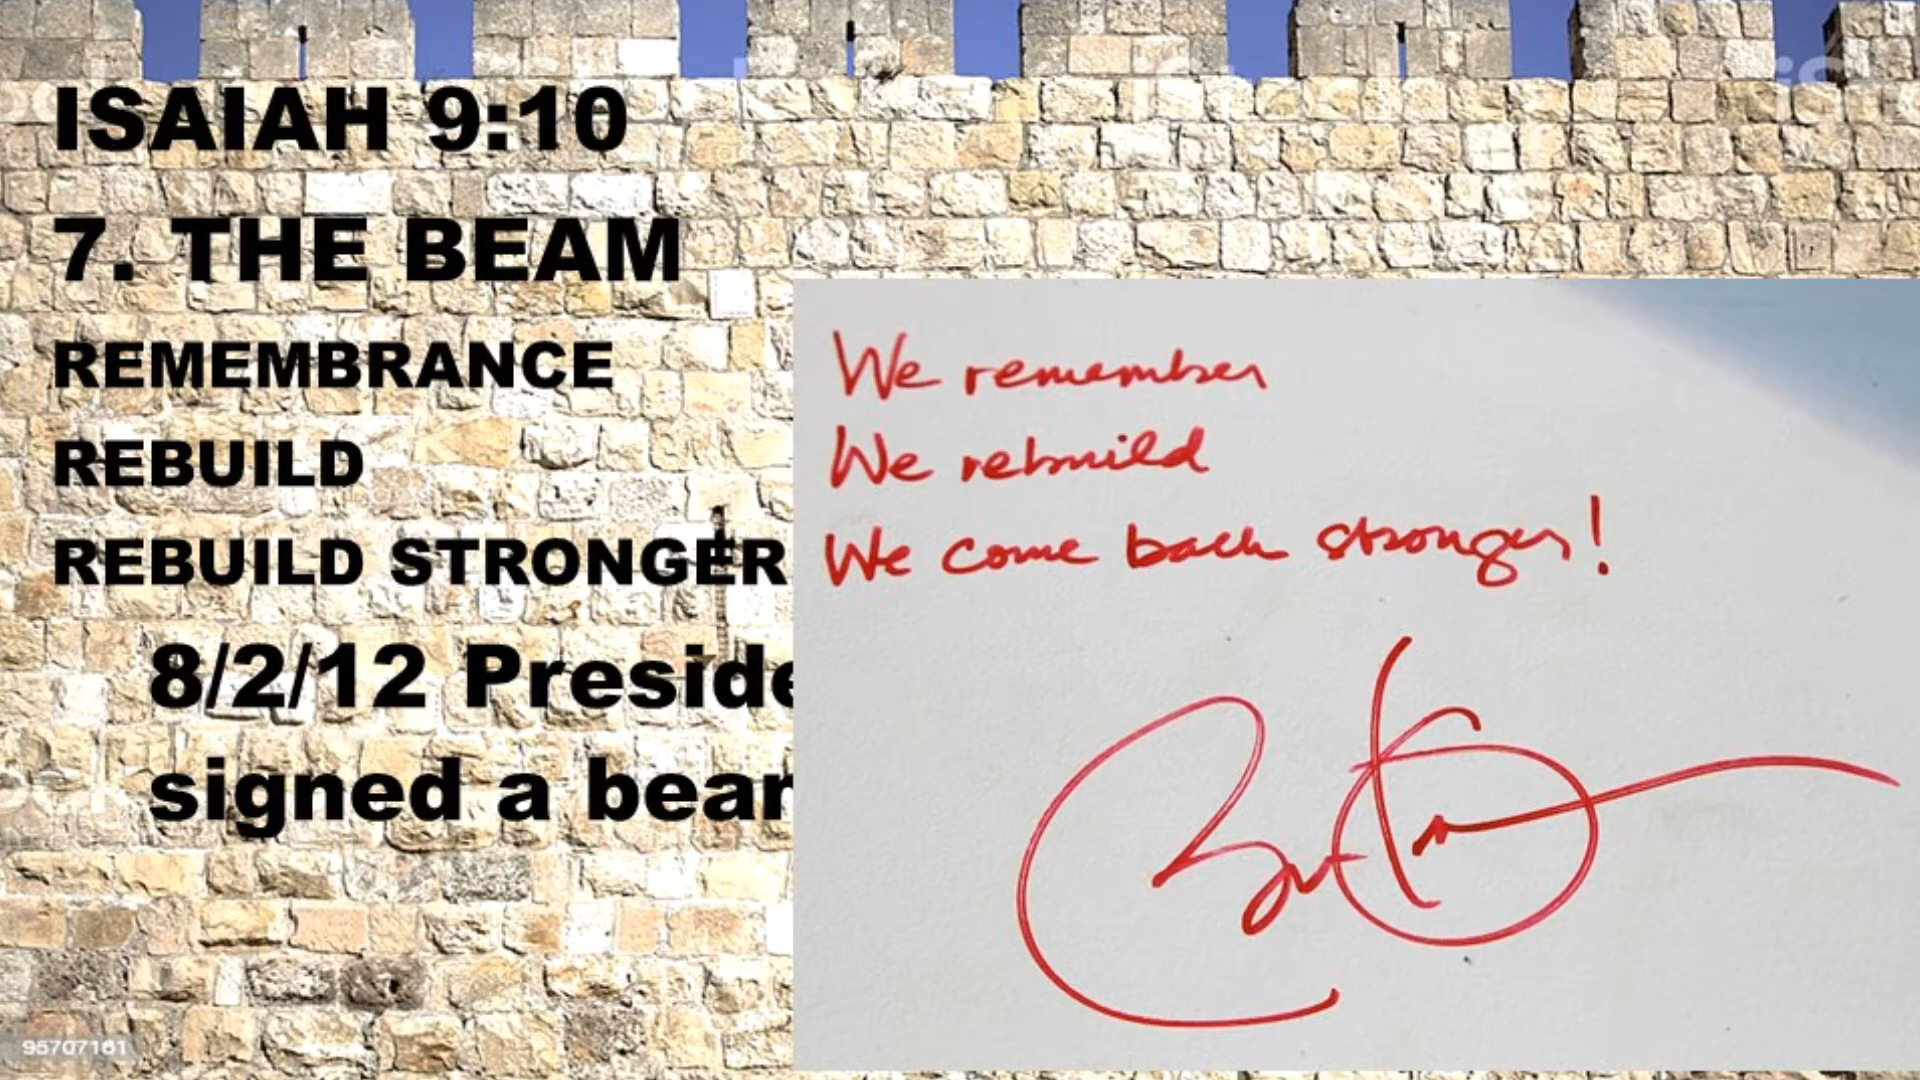 ISAIAH 9:10
7. THE BEAM
REMEMBRANCE
REBUILD
REBUILD STRONGER
8/2/12 Preside
signed a bear
We remember
We rebuild
We come back stronger!
95707161